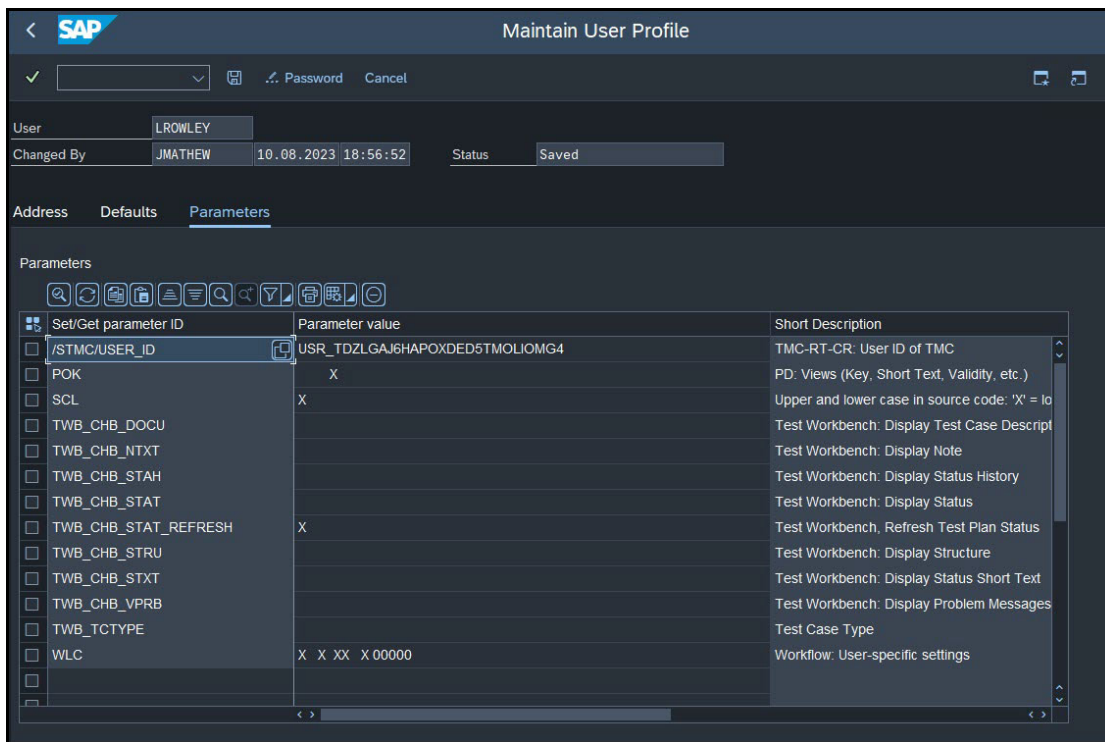 SAP Maintain User Profile
Password Cancel
User LROWLEY
Changed By JMATHEW 10.08.2023 18:56:52 Status Saved
Address Defaults Parameters
Parameters
Set/Get parameter ID Parameter value Short Description
/STMC/USER_ID USR_TDZLGAJ6HAPOXDED5TMOLIOMG4 TMC-RT-CR: User ID of TMC
POK X PD: Views (Key, Short Text, Validity, etc.)
SCL X Upper and lower case in source code: 'X' = lo
TWB_CHB_DOCU Test Workbench: Display Test Case Descript
TWB_CHB_NTXT Test Workbench: Display Note
TWB_CHB_STAH Test Workbench: Display Status History
TWB_CHB_STAT Test Workbench: Display Status
TWB_CHB_STAT_REFRESH X Test Workbench, Refresh Test Plan Status
TWB_CHB_STRU Test Workbench: Display Structure
TWB_CHB_STXT Test Workbench: Display Status Short Text
TWB_CHB_VPRB Test Workbench: Display Problem Messages
TWB_TCTYPE Test Case Type
WLC X X XX X 00000 Workflow: User-specific settings